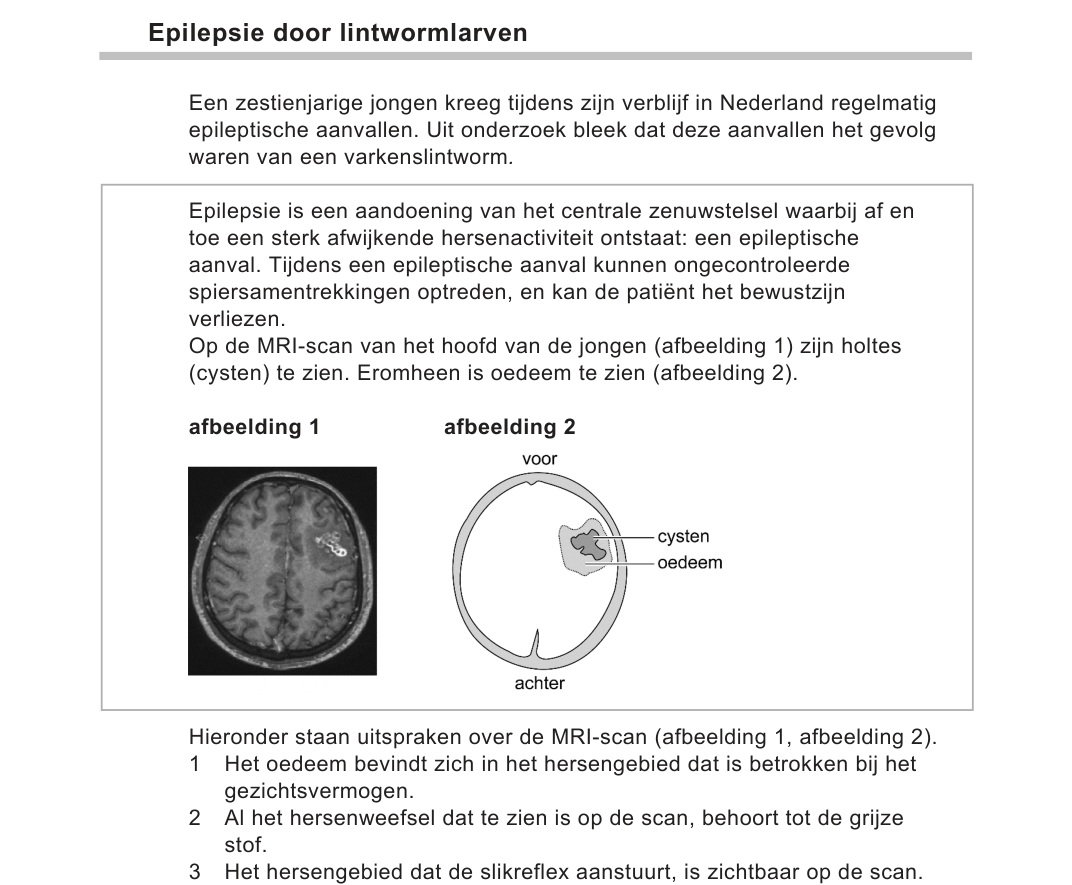 Epilepsie door lintwormlarven
Een zestienjarige jongen kreeg tijdens zijn verblijf in Nederland regelmatig
epileptische aanvallen. Uit onderzoek bleek dat deze aanvallen het gevolg
waren van een varkenslintworm.
Epilepsie is een aandoening van het centrale zenuwstelsel waarbij af en
toe een sterk afwijkende hersenactiviteit ontstaat: een epileptische
aanval. Tijdens een epileptische aanval kunnen ongecontroleerde
spiersamentrekkingen optreden, en kan de patiënt het bewustzijn
verliezen.
Op de MRI-scan van het hoofd van de jongen (afbeelding 1) zijn holtes
(cysten) te zien. Eromheen is oedeem te zien (afbeelding 2).
afbeelding 1
afbeelding 2
voor
cysten
oedeem
achter
Hieronder staan uitspraken over de MRI-scan (afbeelding 1, afbeelding 2).
1 Het oedeem bevindt zich in het hersengebied dat is betrokken bij het
gezichtsvermogen.
2 Al het hersenweefsel dat te zien is op de scan, behoort tot de grijze
stof.
3 Het hersengebied dat de slikreflex aanstuurt, is zichtbaar op de scan.